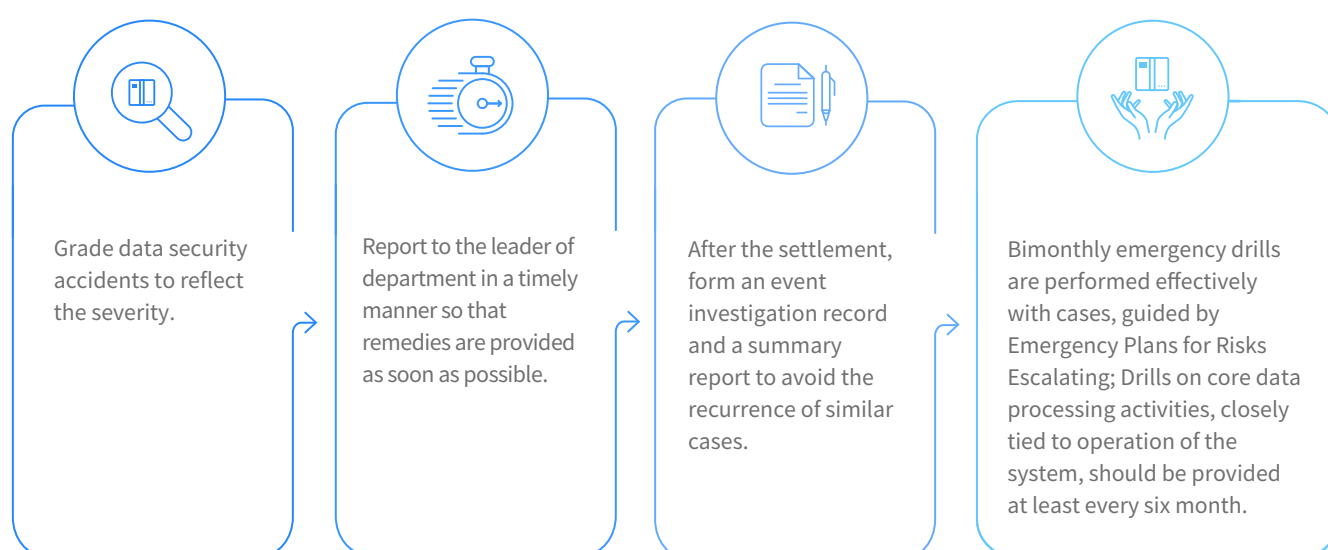 Grade data security
accidents to reflect
the severity.
Report to the leader of
department in a timely
manner so that
remedies are provided
as soon as possible.
After the settlement,
form an event
investigation record
and a summary
report to avoid the
recurrence of similar
cases.
Bimonthly emergency drills
are performed effectively
with cases, guided by
Emergency Plans for Risks
Escalating; Drills on core data
processing activities, closely
tied to operation of the
system, should be provided
at least every six month.